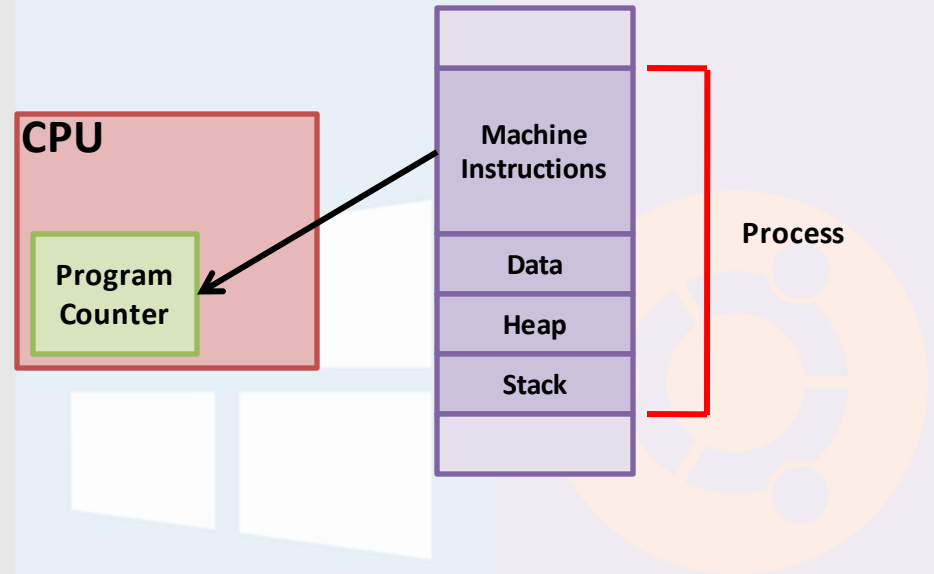 CPU
Program
Counter
Machine
Instructions
Data
Heap
Stack
Process